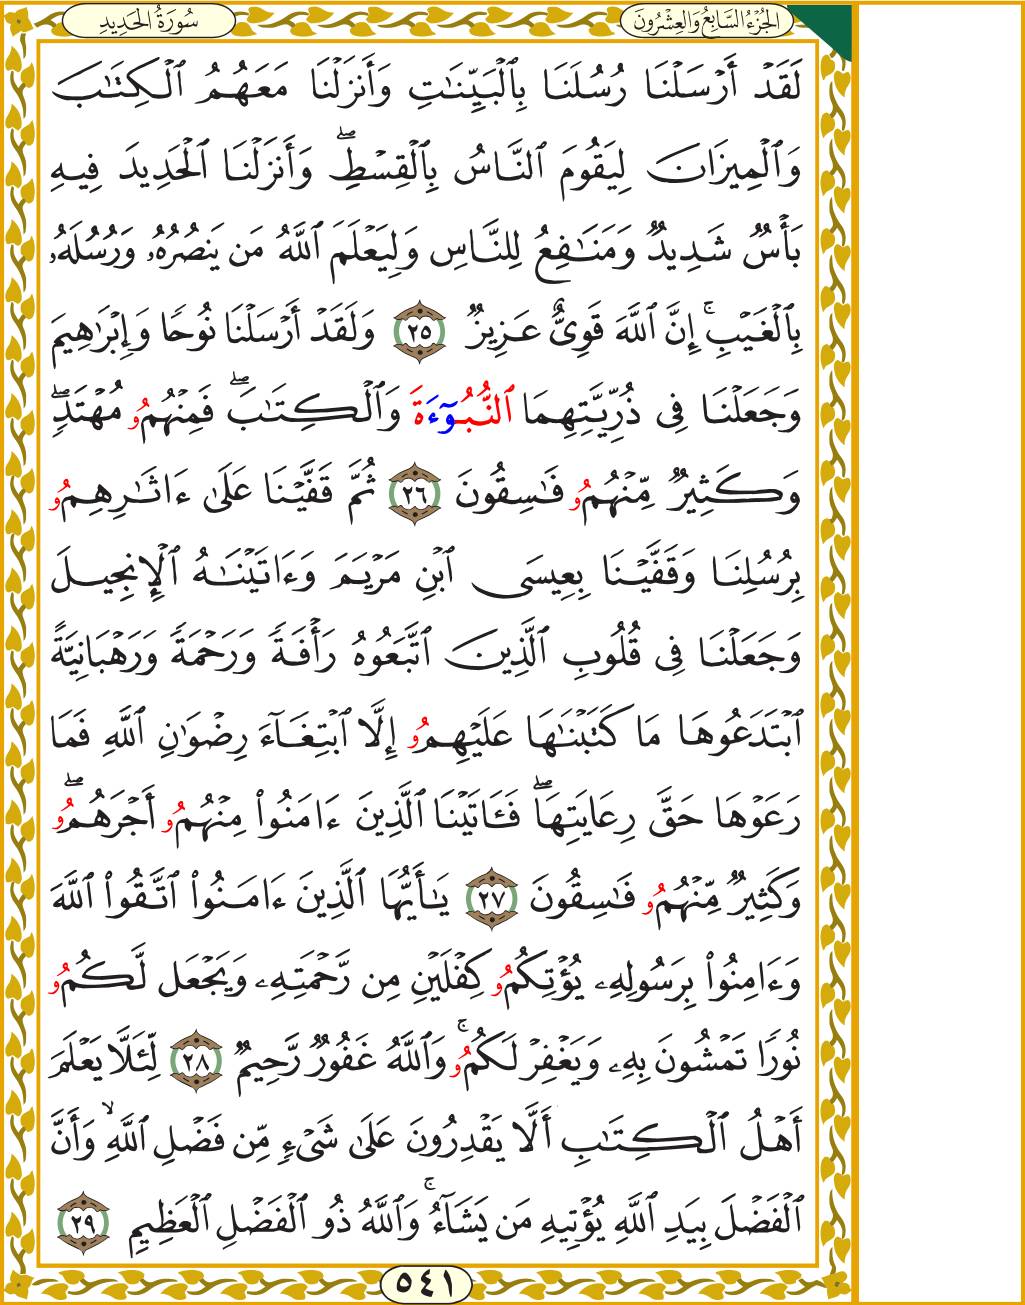 الجُزْءُ السَّابِعُ وَالعِشْرُونَ
سُورَةُ الحَدِيدِ
لَقَدْ أَرْسَلْنَا رُسُلَنَا بِٱلْبَيِّنَٰتِ وَأَنزَلْنَا مَعَهُمُ ٱلْكِتَٰبَ
وَٱلْمِيزَانَ لِيَقُومَ ٱلنَّاسُ بِٱلْقِسْطِۖ وَأَنزَلْنَا ٱلْحَدِيدَ فِيهِ
بَأْسٌ شَدِيدٌ وَمَنَٰفِعُ لِلنَّاسِ وَلِيَعْلَمَ ٱللَّهُ مَن يَنصُرُهُۥ وَرُسُلَهُۥ
بِٱلْغَيْبِۚ إِنَّ ٱللَّهَ قَوِىٌّ عَزِيزٌ ٢٥ وَلَقَدْ أَرْسَلْنَا نُوحًا وَإِبْرَٰهِيمَ
وَجَعَلْنَا فِى ذُرِّيَّتِهِمَا ٱلنُّبُوٓءَةَ وَٱلْكِتَٰبَۖ فَمِنْهُمُۥ مُهْتَدٍۖ
وَكَثِيرٌ مِّنْهُمُۥ فَٰسِقُونَ ٢٦ ثُمَّ قَفَّيْنَا عَلَىٰ ءَاثَٰرِهِمُۥ
بِرُسُلِنَا وَقَفَّيْنَا بِعِيسَى ٱبْنِ مَرْيَمَ وَءَاتَيْنَٰهُ ٱلْإِنجِيلَ
وَجَعَلْنَا فِى قُلُوبِ ٱلَّذِينَ ٱتَّبَعُوهُ رَأْفَةً وَرَحْمَةً وَرَهْبَانِيَّةً
ٱبْتَدَعُوهَا مَا كَتَبْنَٰهَا عَلَيْهِمُۥ إِلَّا ٱبْتِغَآءَ رِضْوَٰنِ ٱللَّهِ فَمَا
رَعَوْهَا حَقَّ رِعَايَتِهَاۖ فَـَٔاتَيْنَا ٱلَّذِينَ ءَامَنُوا۟ مِنْهُمُۥ أَجْرَهُمُۥۖ
وَكَثِيرٌ مِّنْهُمُۥ فَٰسِقُونَ ٢٧ يَٰٓأَيُّهَا ٱلَّذِينَ ءَامَنُوا۟ ٱتَّقُوا۟ ٱللَّهَ
وَءَامِنُوا۟ بِرَسُولِهِۦ يُؤْتِكُمُۥ كِفْلَيْنِ مِن رَّحْمَتِهِۦ وَيَجْعَل لَّكُمُۥ
نُورًا تَمْشُونَ بِهِۦ وَيَغْفِرْ لَكُمُۥۚ وَٱللَّهُ غَفُورٌ رَّحِيمٌ ٢٨ لِّئَلَّا يَعْلَمَ
أَهْلُ ٱلْكِتَٰبِ أَلَّا يَقْدِرُونَ عَلَىٰ شَىْءٍ مِّن فَضْلِ ٱللَّهِۙ وَأَنَّ
ٱلْفَضْلَ بِيَدِ ٱللَّهِ يُؤْتِيهِ مَن يَشَآءُۚ وَٱللَّهُ ذُو ٱلْفَضْلِ ٱلْعَظِيمِ ٢٩
٥٤١